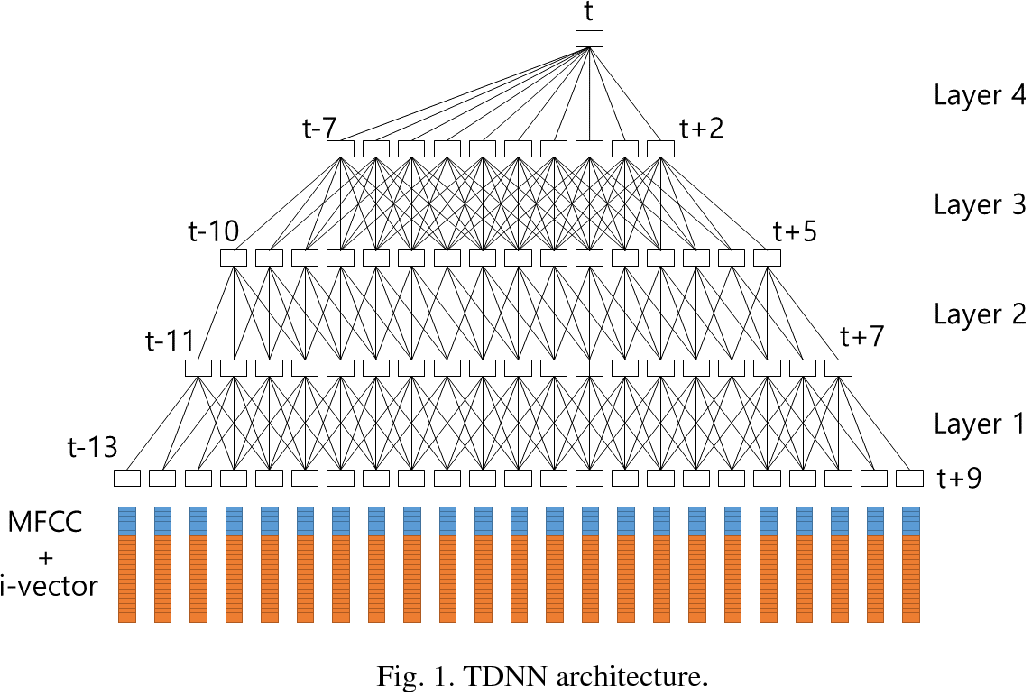 t
Layer 4
t-7
t+2
Layer 3
t-10
t+5
Layer 2
t-11
t+7
Layer 1
t-13
t+9
MFCC
+
i-vector
Fig. 1. TDNN architecture.